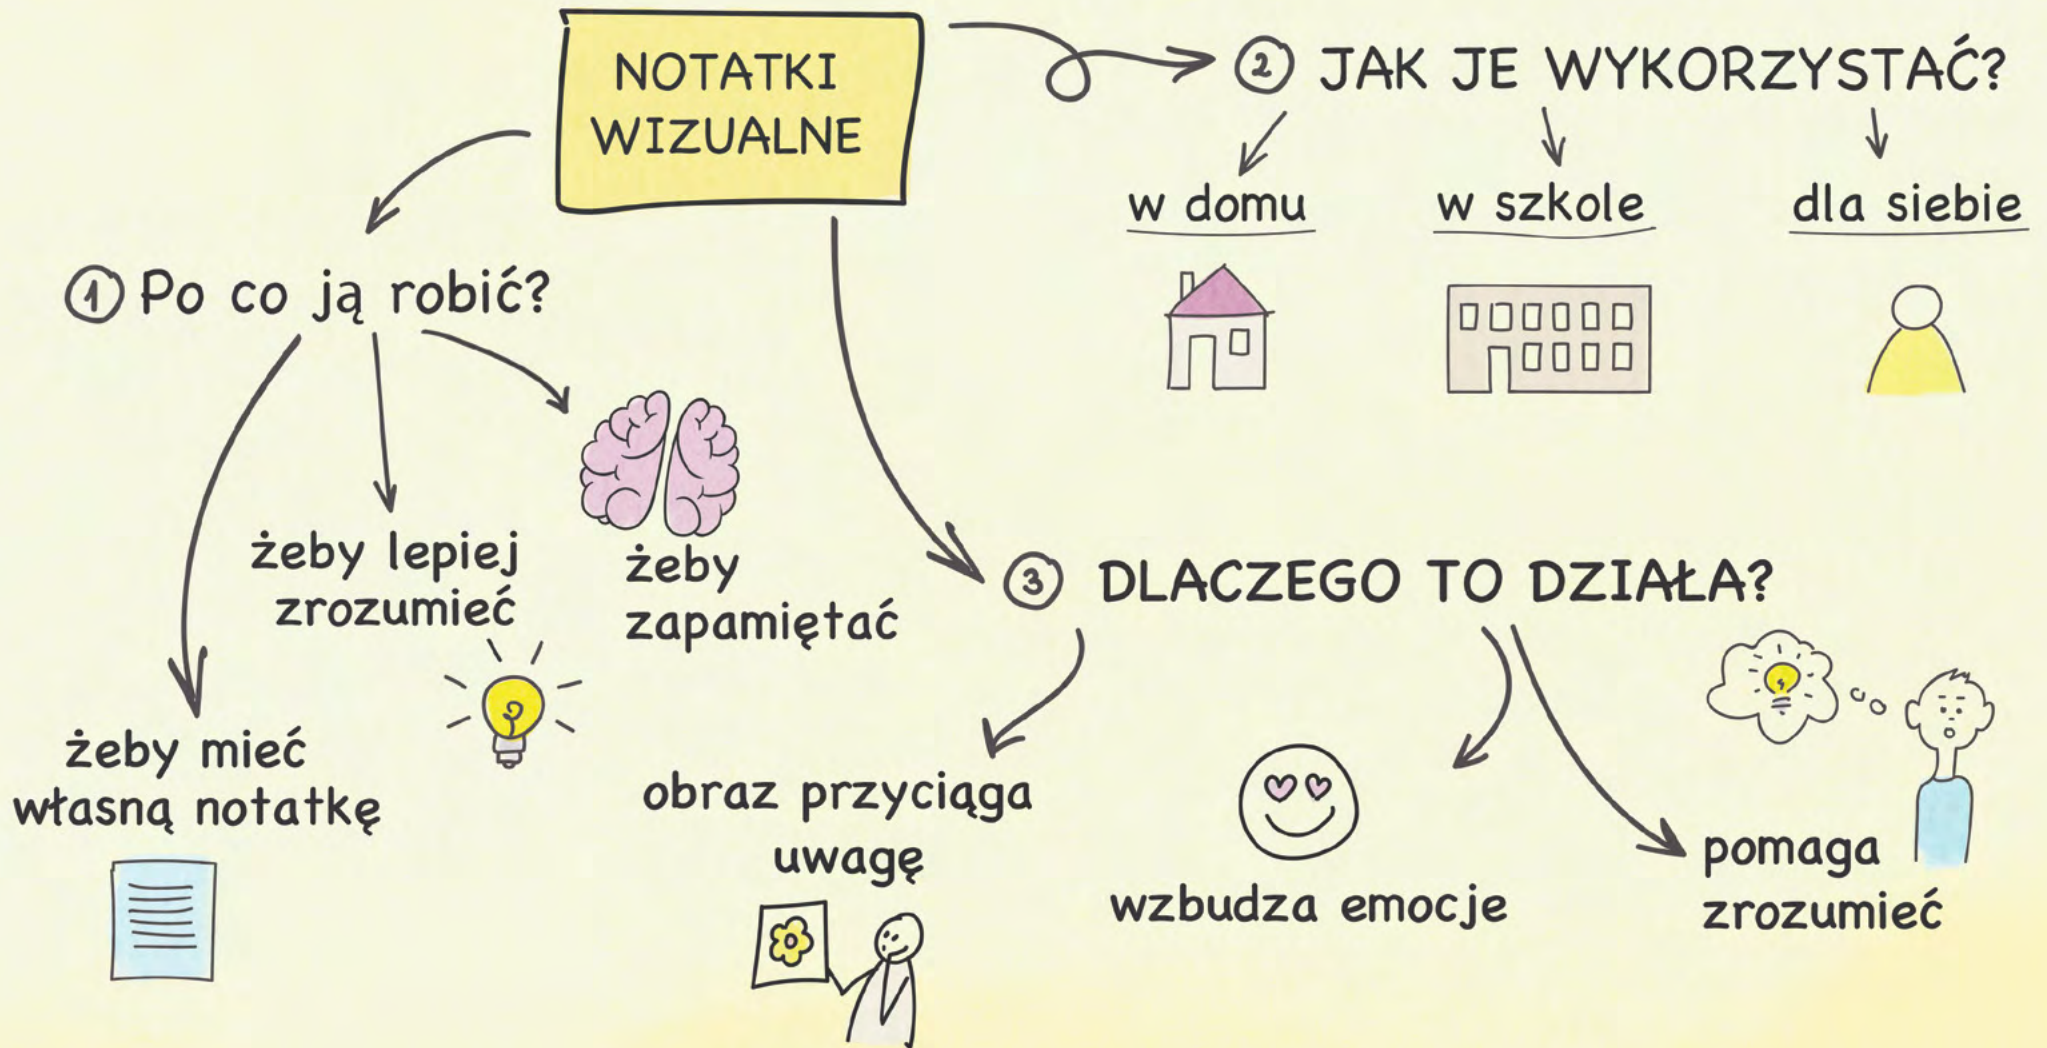 NOTATKI
WIZUALNE
1 Po co ją robić?
żeby mieć
własną notatkę
żeby lepiej
zrozumieć
żeby
zapamiętać
2 JAK JE WYKORZYSTAĆ?
w domu
w szkole
dla siebie
3 DLACZEGO TO DZIAŁA?
obraz przyciąga
uwagę
wzbudza emocje
pomaga
zrozumieć